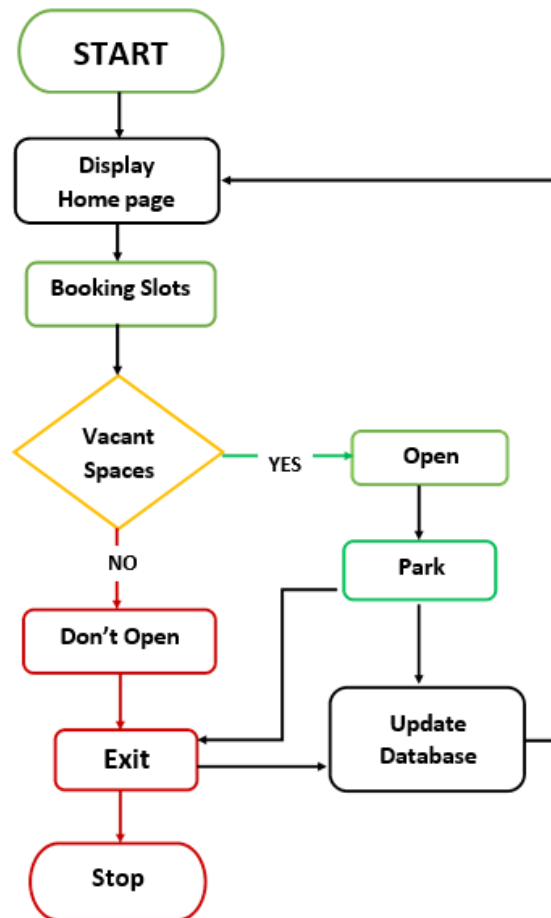 START
Display
Home page
Booking Slots
Vacant
Spaces
YES
Open
NO
Park
Don’t Open
Update
Database
Exit
Stop